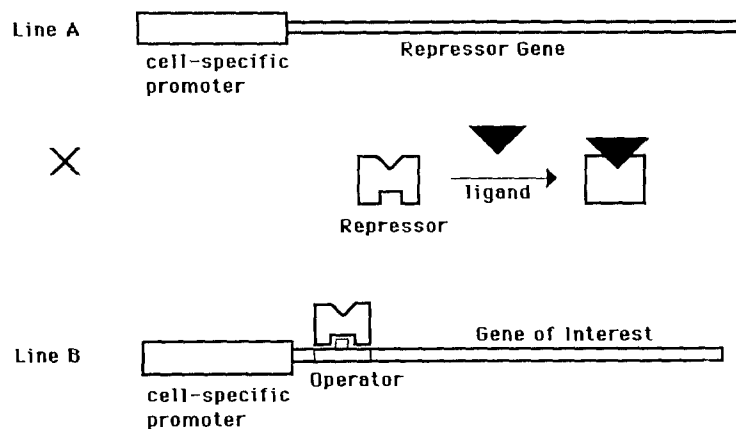 Line A
Repressor Gene
cell-specific
promoter
ligand
Repressor
Gene of Interest
Line B
Operator
cell-specific
promoter